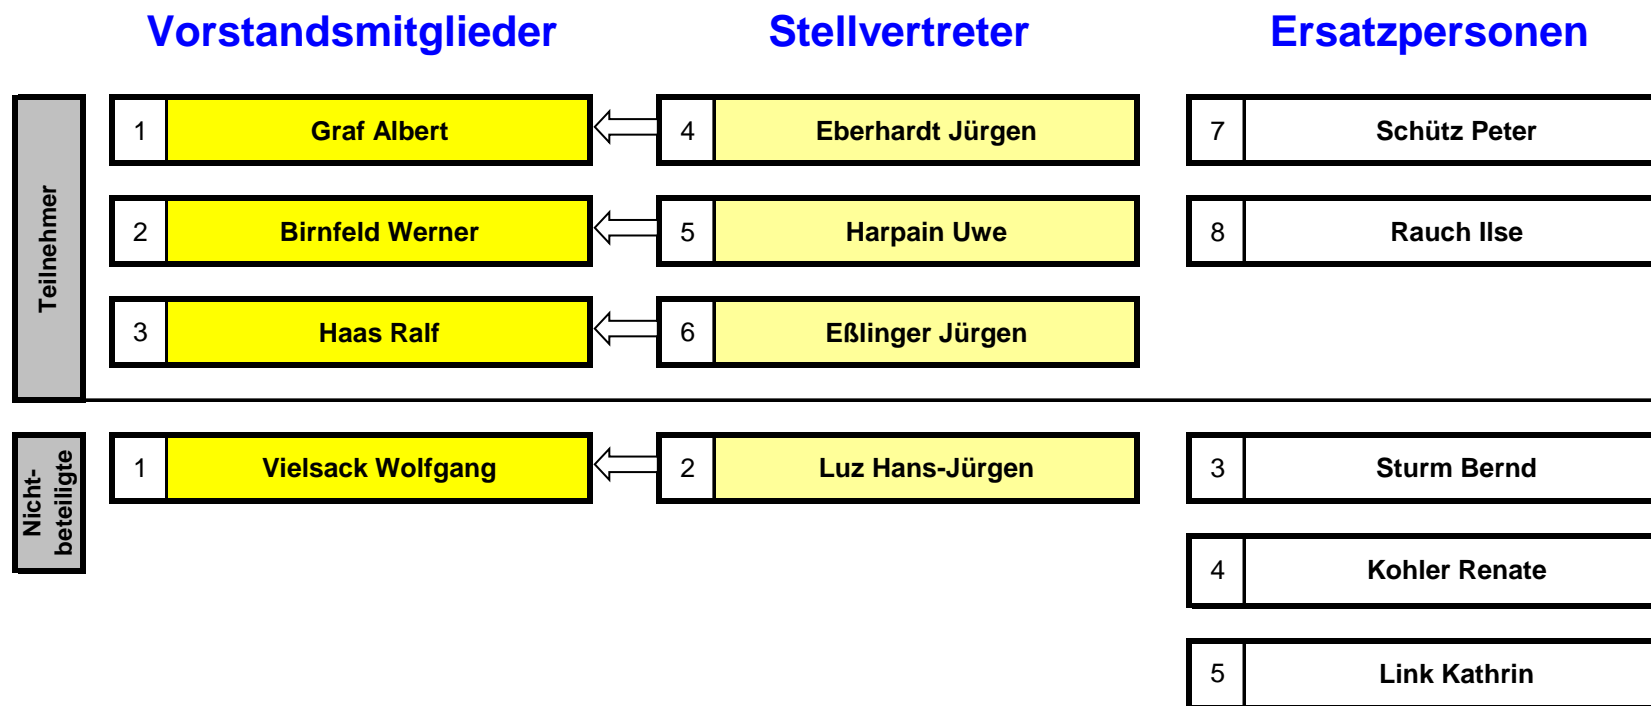 Vorstandsmitglieder Stellvertreter Ersatzpersonen
Teilnehmer
1 Graf Albert 4 Eberhardt Jürgen 7 Schütz Peter
2 Birnfeld Werner 5 Harpain Uwe 8 Rauch Ilse
3 Haas Ralf 6 Eßlinger Jürgen
Nicht-
beteiligte
1 Vielsack Wolfgang 2 Luz Hans-Jürgen 3 Sturm Bernd
4 Kohler Renate
5 Link Kathrin